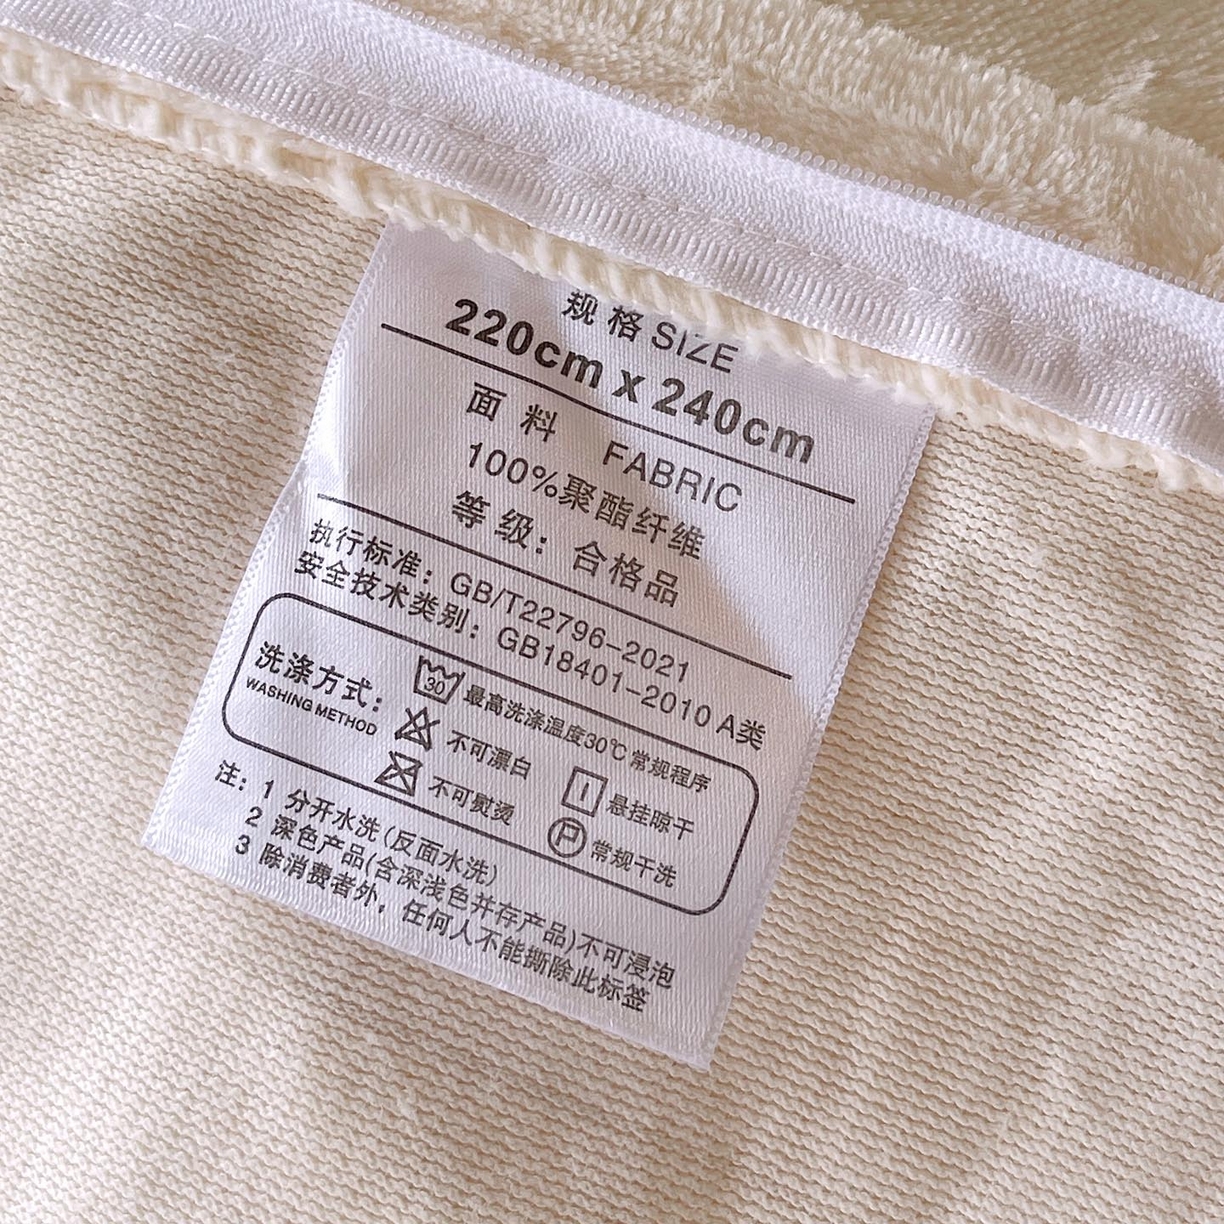 规格SIZE
220cm x 240cm
面料 FABRIC
100%聚酯纤维
等级：合格品
执行标准：GB/T22796-2021
安全技术类别：GB18401-2010 A类
洗涤方式：
WASHING METHOD
30 最高洗涤温度30℃常规程序
不可漂白
悬挂晾干
不可熨烫
P 常规干洗
注：1 分开水洗(反面水洗)
2 深色产品(含深浅色并存产品)不可浸泡
3 除消费者外，任何人不能撕除此标签